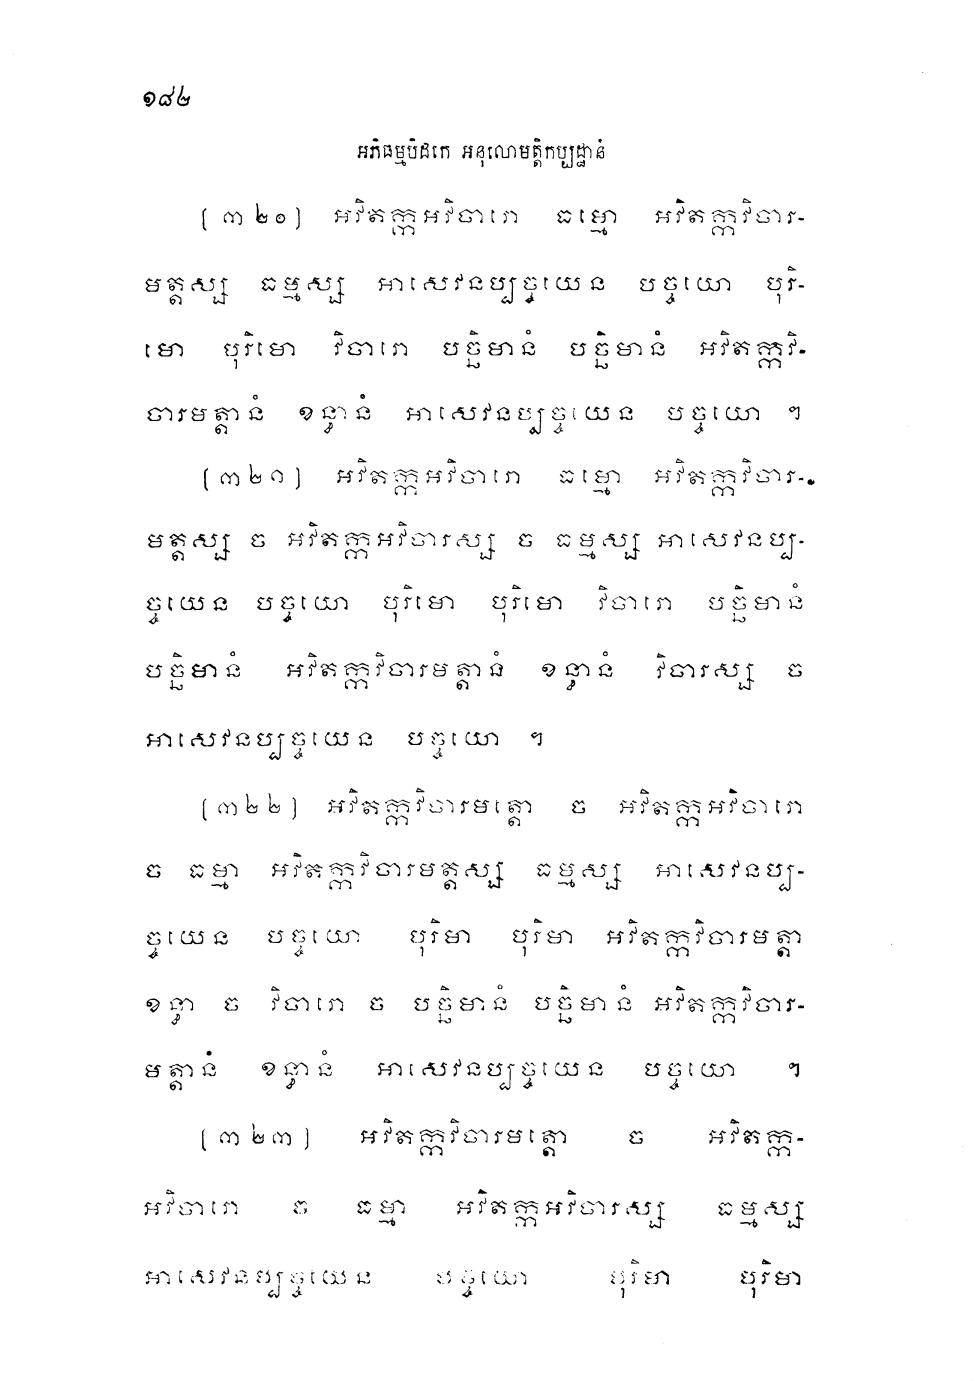 ១៨២
អភិធម្មបិដកេ អនុលោមត្តិកប្បដ្ឋានំ
[៣២០] អវិតក្កអវិចារោ ធម្មោ អវិតក្កវិចារ-
មត្តស្ស ធម្មស្ស អាសេវនប្បច្ចយេន បច្ចយោ បុរិ-
មោ បុរិមោ វិចារោ បច្ឆិមានំ បច្ឆិមានំ អវិតក្កវិ-
ចារមត្តានំ ខន្ធានំ អាសេវនប្បច្ចយេន បច្ចយោ ។
[៣២១] អវិតក្កអវិចារោ ធម្មោ អវិតក្កវិចារ-
មត្តស្ស ច អវិតក្កអវិចារស្ស ច ធម្មស្ស អាសេវនប្ប-
ច្ចយេន បច្ចយោ បុរិមោ បុរិមោ វិចារោ បច្ឆិមានំ
បច្ឆិមានំ អវិតក្កវិចារមត្តានំ ខន្ធានំ វិចារស្ស ច
អាសេវនប្បច្ចយេន បច្ចយោ ។
[៣២២] អវិតក្កវិចារមត្តោ ច អវិតក្កអវិចារោ
ច ធម្មា អវិតក្កវិចារមត្តស្ស ធម្មស្ស អាសេវនប្ប-
ច្ចយេន បច្ចយោ បុរិមា បុរិមា អវិតក្កវិចារមត្តា
ខន្ធា ច វិចារោ ច បច្ឆិមានំ បច្ឆិមានំ អវិតក្កវិចារ-
មត្តានំ ខន្ធានំ អាសេវនប្បច្ចយេន បច្ចយោ ។
[៣២៣] អវិតក្កវិចារមត្តោ ច អវិតក្ក-
អវិចារោ ច ធម្មា អវិតក្កអវិចារស្ស ធម្មស្ស
អាសេវនប្បច្ចយេន បច្ចយោ បុរិមា បុរិមា